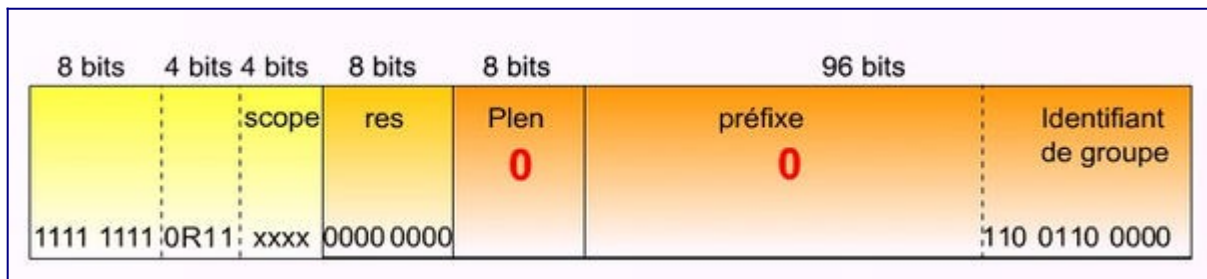 8 bits 4 bits 4 bits 8 bits 8 bits 96 bits
scope res Plen préfixe Identifiant
de groupe
0 0
1111 1111 0R11 xxxx 0000 0000 110 0110 0000